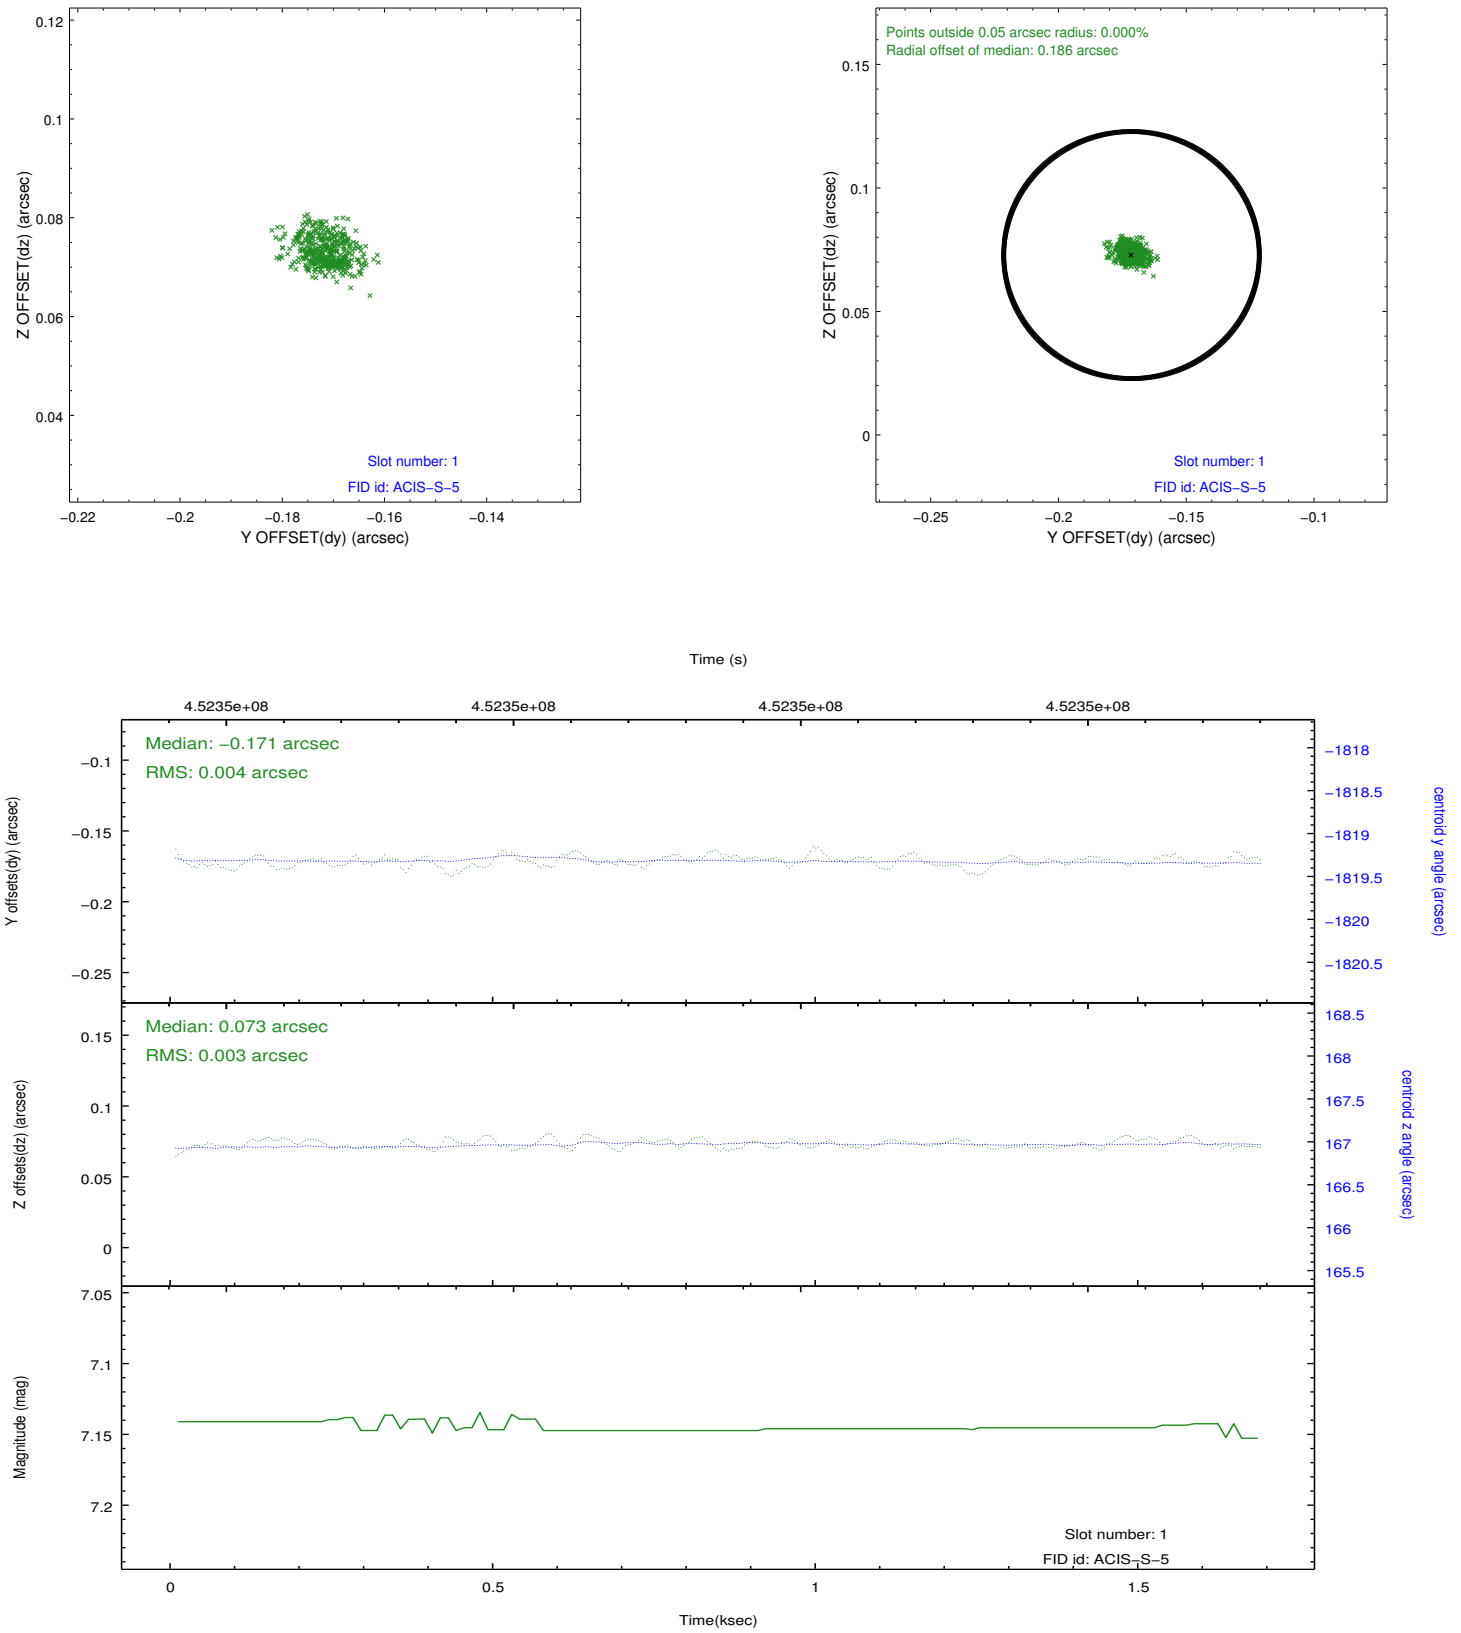 0.12
0.1
0.08
0.06
0.04
Z OFFSET(dz) (arcsec)
Slot number: 1
FID id: ACIS−S−5
−0.22 −0.2 −0.18 −0.16 −0.14
Y OFFSET(dy) (arcsec)
Points outside 0.05 arcsec radius: 0.000%
Radial offset of median: 0.186 arcsec
0.15
0.1
0.05
0
Z OFFSET(dz) (arcsec)
Slot number: 1
FID id: ACIS−S−5
−0.25 −0.2 −0.15 −0.1
Y OFFSET(dy) (arcsec)
Time (s)
4.5235e+08 4.5235e+08 4.5235e+08 4.5235e+08
Median: −0.171 arcsec
RMS: 0.004 arcsec
−0.1
−0.15
−0.2
−0.25
Y offsets(dy) (arcsec)
−1818
−1818.5
−1819
−1819.5
−1820
−1820.5
centroid y angle (arcsec)
Median: 0.073 arcsec
RMS: 0.003 arcsec
0.15
0.1
0.05
0
Z offsets(dz) (arcsec)
168.5
168
167.5
167
166.5
166
165.5
centroid z angle (arcsec)
7.05
7.1
7.15
7.2
Magnitude (mag)
Slot number: 1
FID id: ACIS−S−5
0 0.5 1 1.5
Time(ksec)